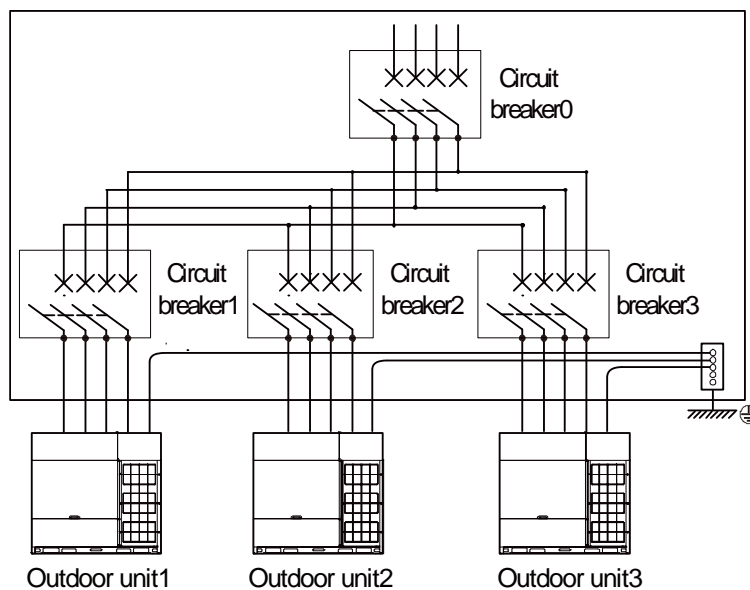 Circuit
breaker0
Circuit
breaker1
Circuit
breaker2
Circuit
breaker3
Outdoor unit1
Outdoor unit2
Outdoor unit3